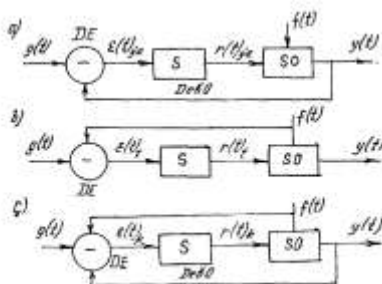 a) DE f(t)
g(t) ε(t) S r(t) SO y(t)
b) f(t)
g(t) ε(t)f S r(t)f SO y(t)
DE
ç) f(t)
g(t) ε(t)k S r(t)k SO y(t)
DE